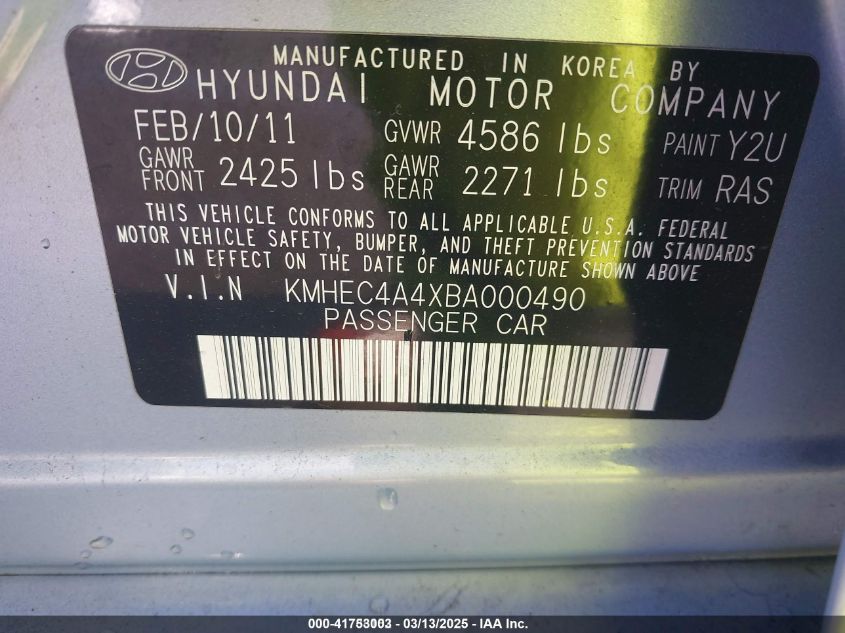 MANUFACTURED IN KOREA BY
HYUNDAI MOTOR COMPANY
FEB/10/11 GVWR 4586 lbs PAINT Y2U
GAWR FRONT 2425 lbs GAWR REAR 2271 lbs TRIM RAS
THIS VEHICLE CONFORMS TO ALL APPLICABLE U.S.A. FEDERAL
MOTOR VEHICLE SAFETY, BUMPER, AND THEFT PREVENTION STANDARDS
IN EFFECT ON THE DATE OF MANUFACTURE SHOWN ABOVE
V.I.N KMHEC4A4XBA000490
PASSENGER CAR
000-41753003 — 03/13/2025 — IAA Inc.